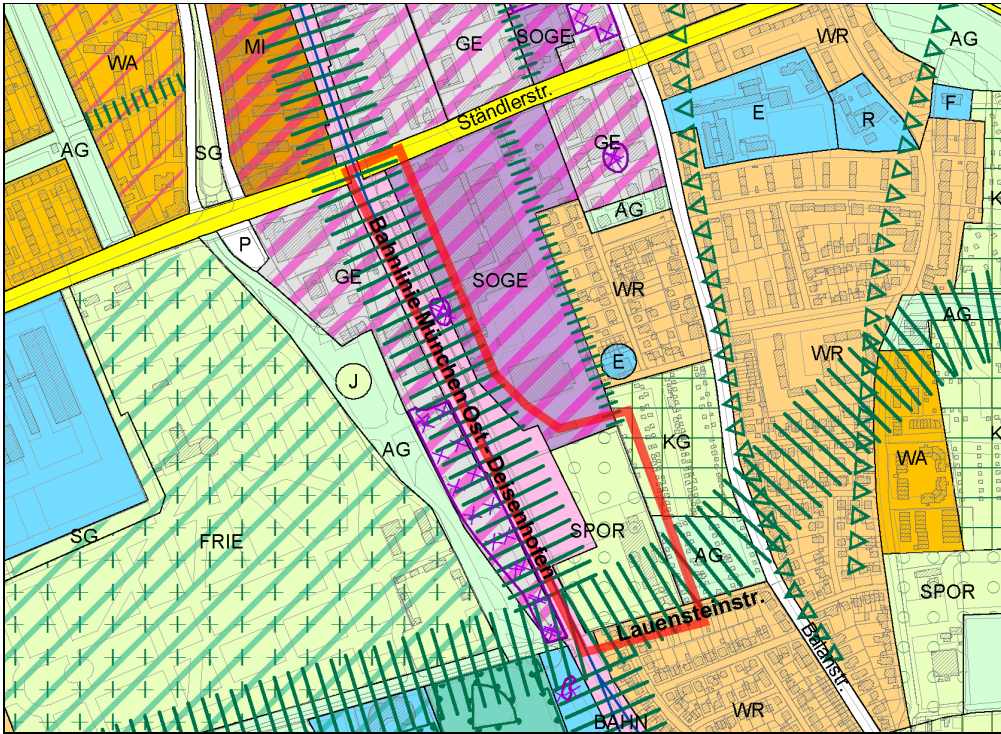 GE
SOGE
WR
AG
WA
MI
Ständlerstr.
E
R
F
AG
SG
GE
K
AG
P
GE
Bahnlinie München Ost - Deisenhofen
SOGE
WR
AG
WR
E
J
AG
KG
K
WA
SG
FRIE
SPOR
AG
SPOR
Lauensteinstr.
Balanstr.
WR
BAHN